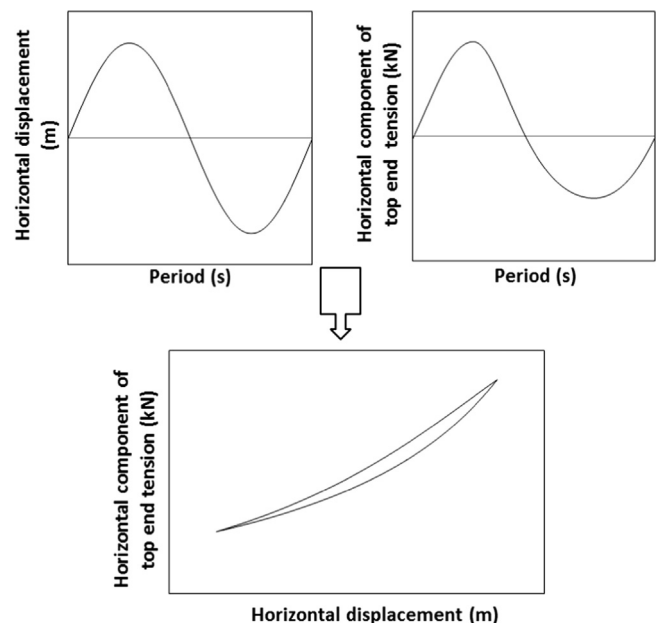 Horizontal displacement
(m)
Period (s)
Horizontal component of
top end tension (kN)
Period (s)
Horizontal component of
top end tension (kN)
Horizontal displacement (m)